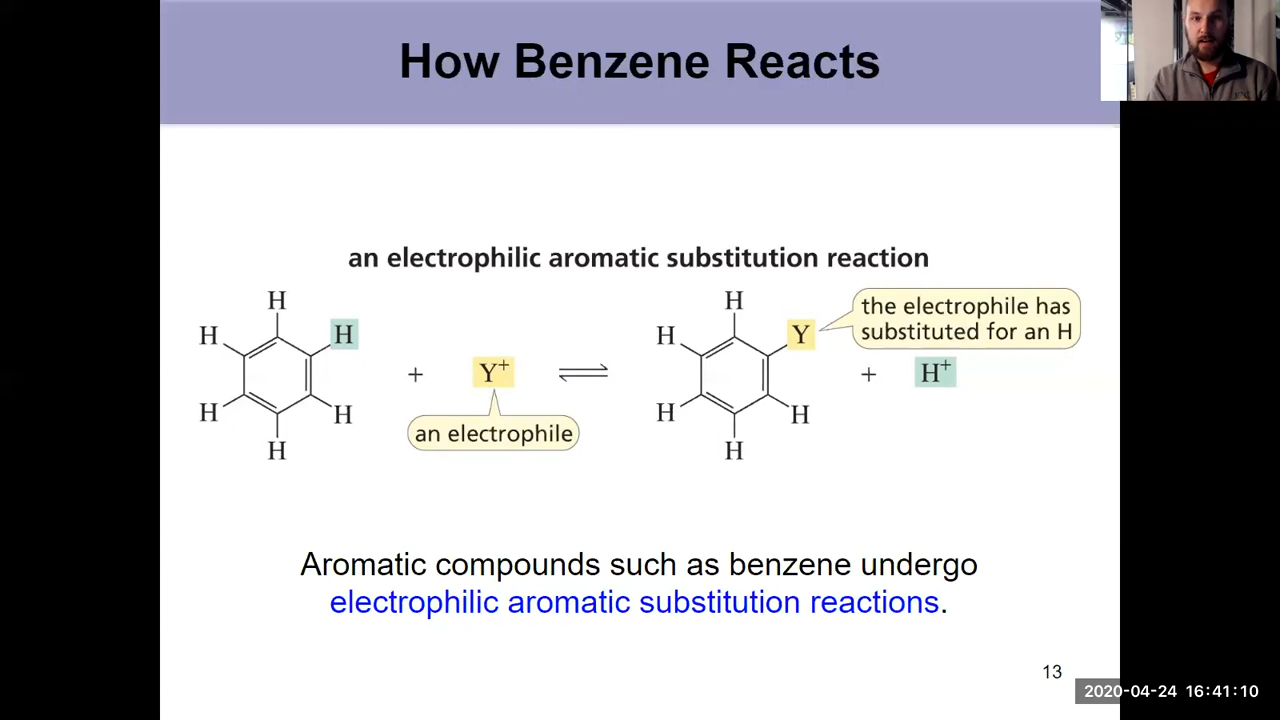 How Benzene Reacts
an electrophilic aromatic substitution reaction
H
H
H
H
H
H
+
Y⁺
an electrophile
⇌
H
H
Y
H
H
H
the electrophile has
substituted for an H
+
H⁺
Aromatic compounds such as benzene undergo
electrophilic aromatic substitution reactions.
13
2020-04-24 16:41:10